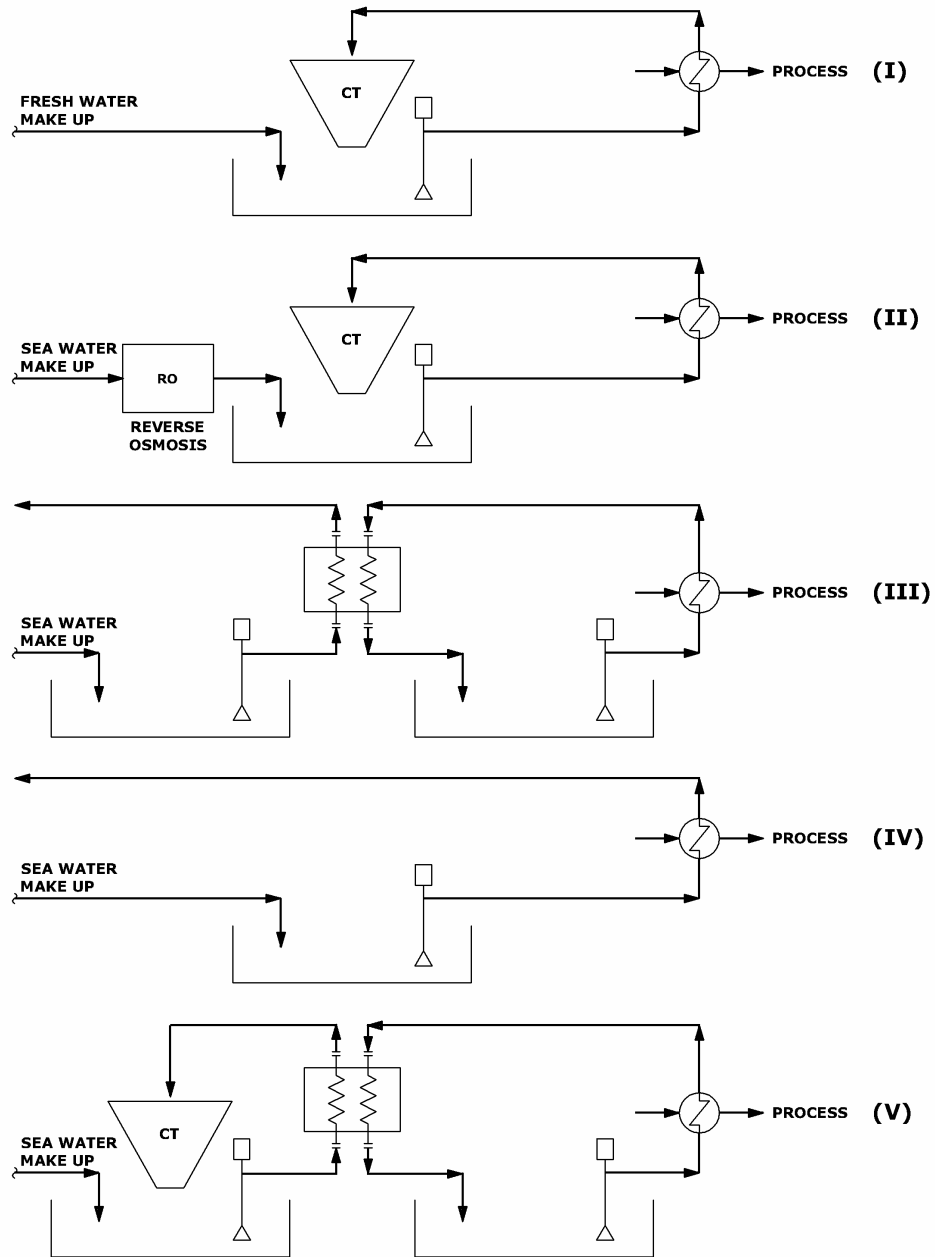 CT
PROCESS (I)
FRESH WATER
MAKE UP
CT
PROCESS (II)
SEA WATER
MAKE UP
RO
REVERSE
OSMOSIS
PROCESS (III)
SEA WATER
MAKE UP
PROCESS (IV)
SEA WATER
MAKE UP
CT
PROCESS (V)
SEA WATER
MAKE UP